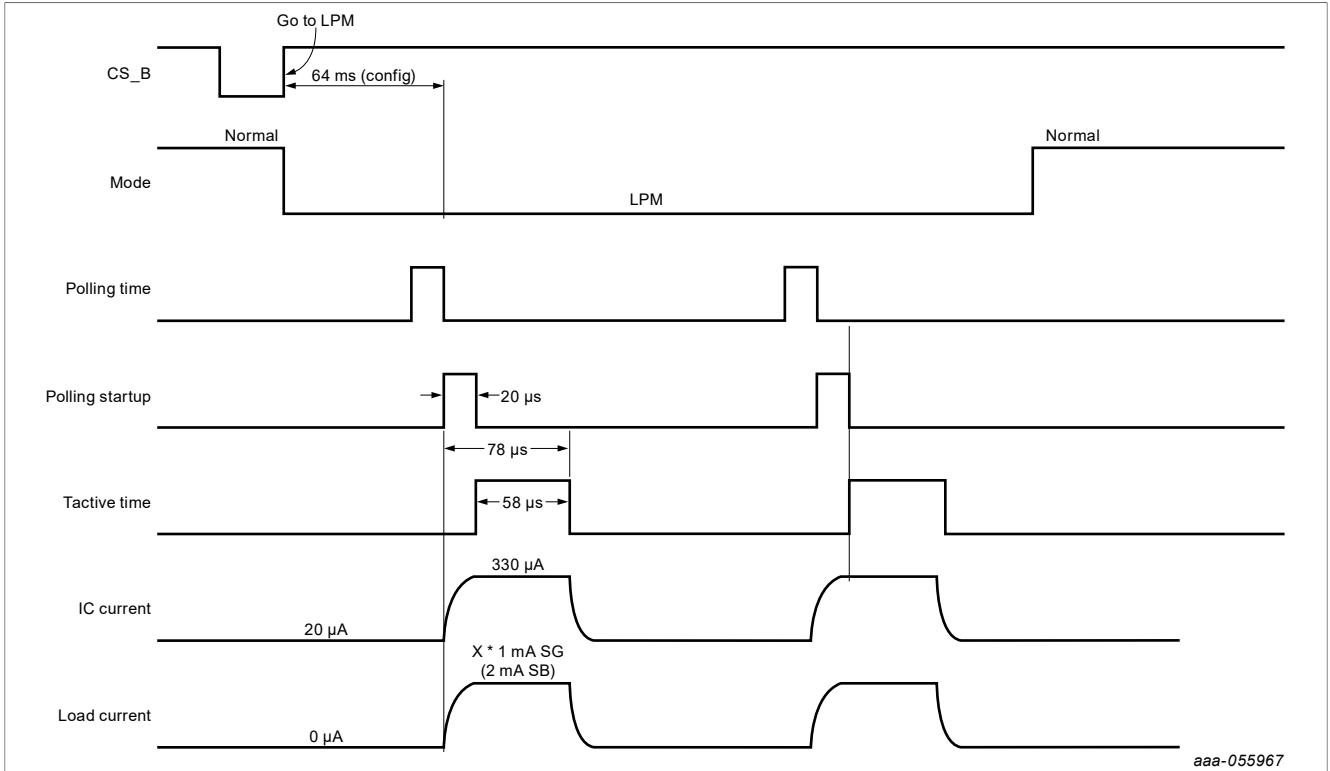 Go to LPM
CS_B
64 ms (config)
Normal
Normal
Mode
LPM
Polling time
Polling startup
20 µs
78 µs
Tactive time
58 µs
330 µA
IC current
20 µA
X * 1 mA SG
(2 mA SB)
Load current
0 µA
aaa-055967